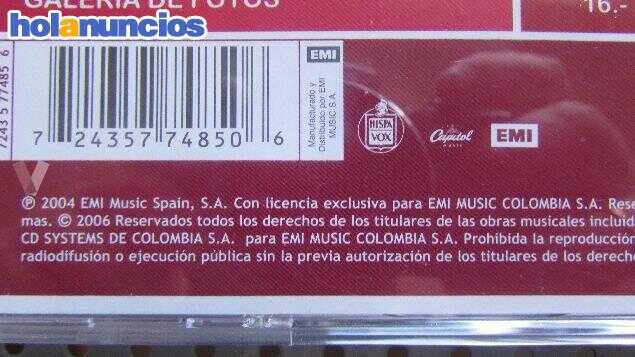 GALERIA DE FOTOS
16.-
holanuncios
EMI
Manufacturado y
Distribuido por EMI
MUSIC S.A.
7243 5 77485 6
7 24357 74850 6
HISPA
VOX
Capitol
EMI
℗ 2004 EMI Music Spain, S.A. Con licencia exclusiva para EMI MUSIC COLOMBIA S.A. Rese
mas. © 2006 Reservados todos los derechos de los titulares de las obras musicales incluid
CD SYSTEMS DE COLOMBIA S.A. para EMI MUSIC COLOMBIA S.A. Prohibida la reproducción
radiodifusión o ejecución pública sin la previa autorización de los titulares de los derecho